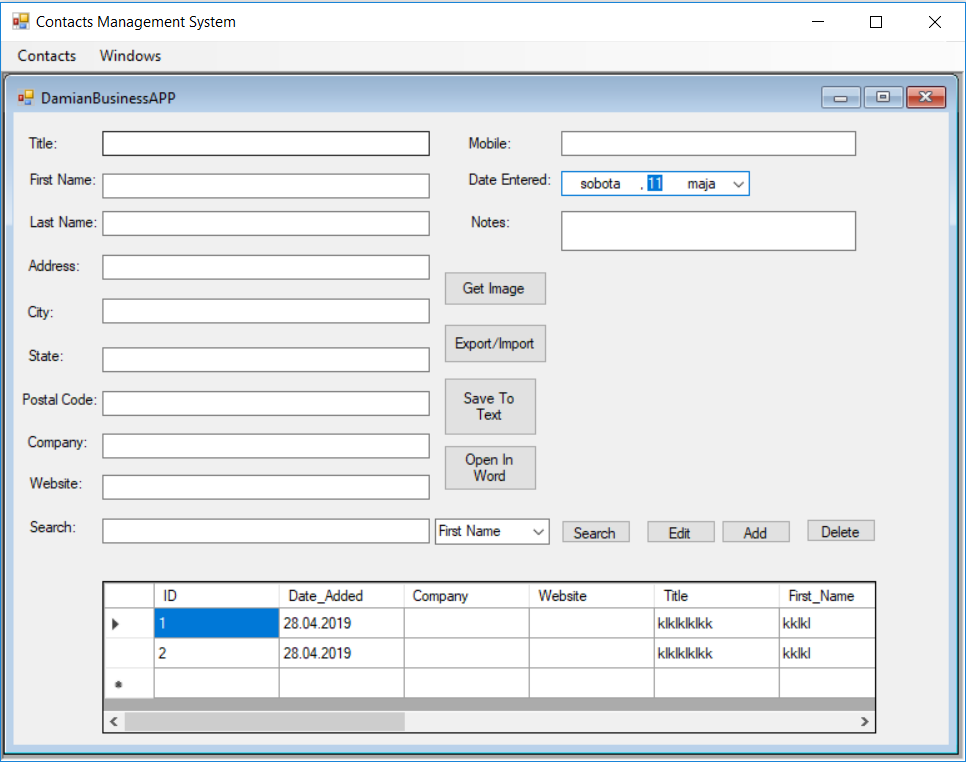 Contacts Management System
Contacts Windows
DamianBusinessAPP
Title: Mobile:
First Name: Date Entered: sobota , 11 maja
Last Name: Notes:
Address:
Get Image
City:
Export/Import
State:
Postal Code: Save To
Text
Company:
Open In
Word
Website:
Search: First Name Search Edit Add Delete
ID Date_Added Company Website Title First_Name
1 28.04.2019 klklklklkk kklkl
2 28.04.2019 klklklklkk kklkl